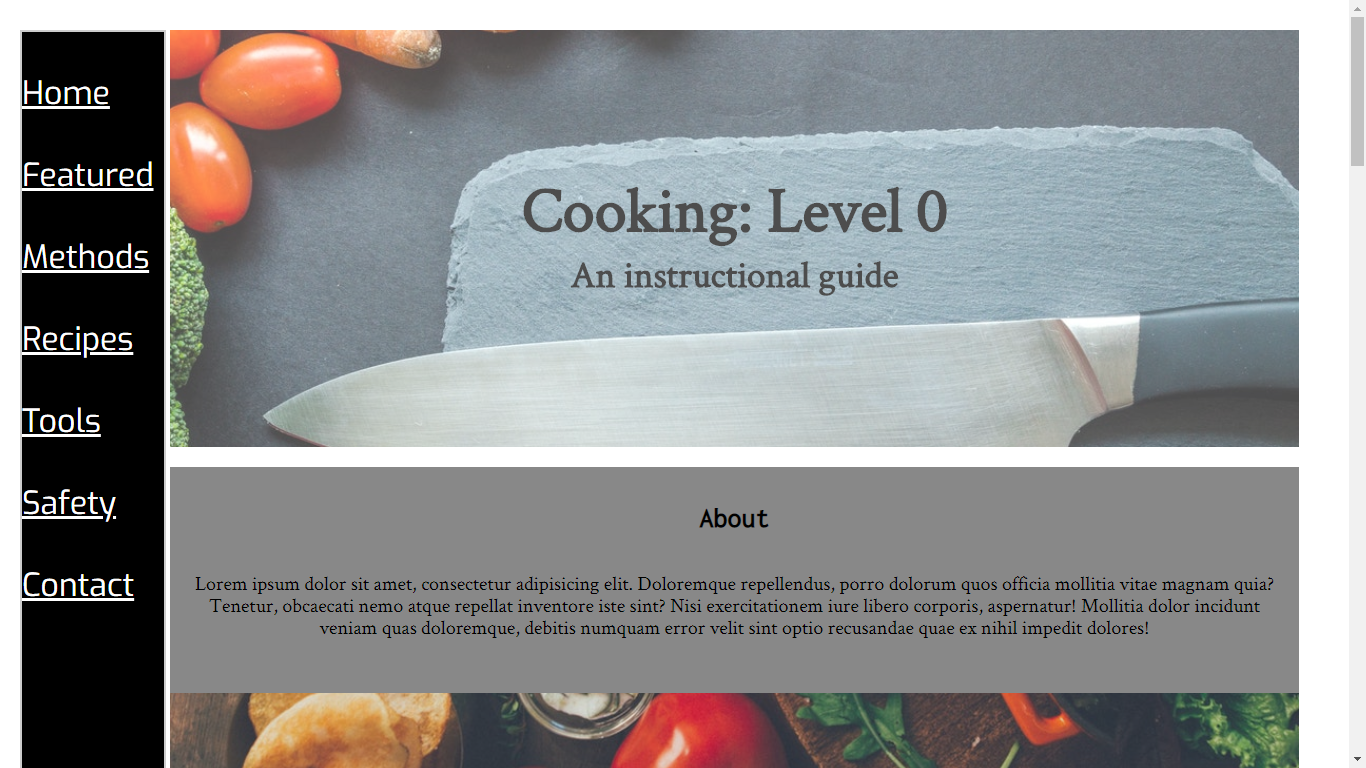 Home
Featured
Methods
Recipes
Tools
Safety
Contact
Cooking: Level 0
An instructional guide
About
Lorem ipsum dolor sit amet, consectetur adipisicing elit. Doloremque repellendus, porro dolorum quos officia mollitia vitae magnam quia?
Tenetur, obcaecati nemo atque repellat inventore iste sint? Nisi exercitationem iure libero corporis, aspernatur! Mollitia dolor incidunt
veniam quas doloremque, debitis numquam error velit sint optio recusandae quae ex nihil impedit dolores!